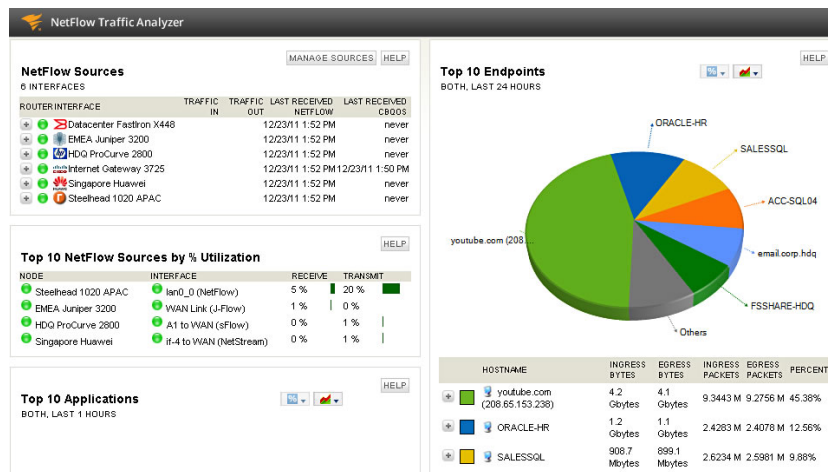 NetFlow Traffic Analyzer
MANAGE SOURCES HELP
NetFlow Sources
6 INTERFACES
ROUTER INTERFACE TRAFFIC IN TRAFFIC OUT LAST RECEIVED NETFLOW LAST RECEIVED CBQOS
Datacenter FastIron X448 12/23/11 1:52 PM never
EMEA Juniper 3200 12/23/11 1:52 PM never
HDQ ProCurve 2800 12/23/11 1:52 PM never
Internet Gateway 3725 12/23/11 1:52 PM 12/23/11 1:50 PM
Singapore Huawei 12/23/11 1:52 PM never
Steelhead 1020 APAC 12/23/11 1:52 PM never
HELP
Top 10 NetFlow Sources by % Utilization
NODE INTERFACE RECEIVE TRANSMIT
Steelhead 1020 APAC lan0_0 (NetFlow) 5 % 20 %
EMEA Juniper 3200 WAN Link (J-Flow) 1 % 0 %
HDQ ProCurve 2800 A1 to WAN (sFlow) 0 % 1 %
Singapore Huawei if-4 to WAN (NetStream) 0 % 1 %
HELP
Top 10 Applications
BOTH, LAST 1 HOURS
HELP
Top 10 Endpoints
BOTH, LAST 24 HOURS
ORACLE-HR
SALESSQL
ACC-SQL04
youtube.com (208....
email.corp.hdq
FSSHARE-HDQ
Others
HOSTNAME INGRESS BYTES EGRESS BYTES INGRESS PACKETS EGRESS PACKETS PERCENT
youtube.com (208.65.153.238) 4.2 Gbytes 4.1 Gbytes 9.3443 M 9.2756 M 45.38%
ORACLE-HR 1.2 Gbytes 1.1 Gbytes 2.4283 M 2.4078 M 12.56%
SALESSQL 908.7 Mbytes 899.1 Mbytes 2.6234 M 2.5981 M 9.88%